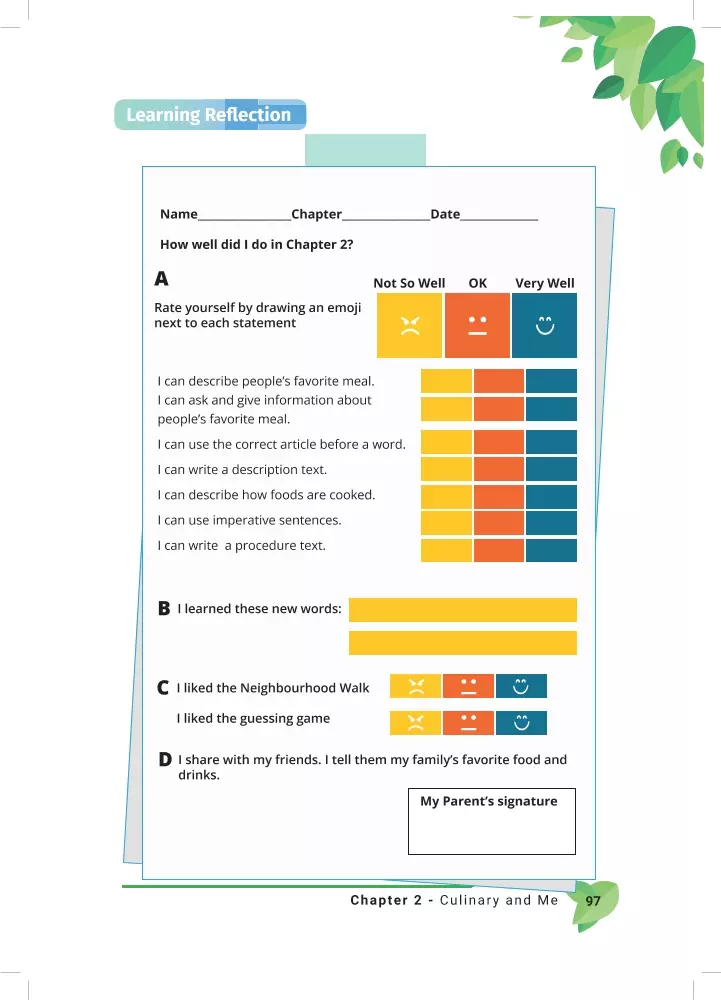 Learning Reflection
Name_______________Chapter______________Date____________
How well did I do in Chapter 2?
A
Not So Well OK Very Well
Rate yourself by drawing an emoji
next to each statement
I can describe people’s favorite meal.
I can ask and give information about
people’s favorite meal.
I can use the correct article before a word.
I can write a description text.
I can describe how foods are cooked.
I can use imperative sentences.
I can write  a procedure text.
B I learned these new words:
C I liked the Neighbourhood Walk
I liked the guessing game
D I share with my friends. I tell them my family’s favorite food and
drinks.
My Parent’s signature
Chapter 2 - Culinary and Me 97